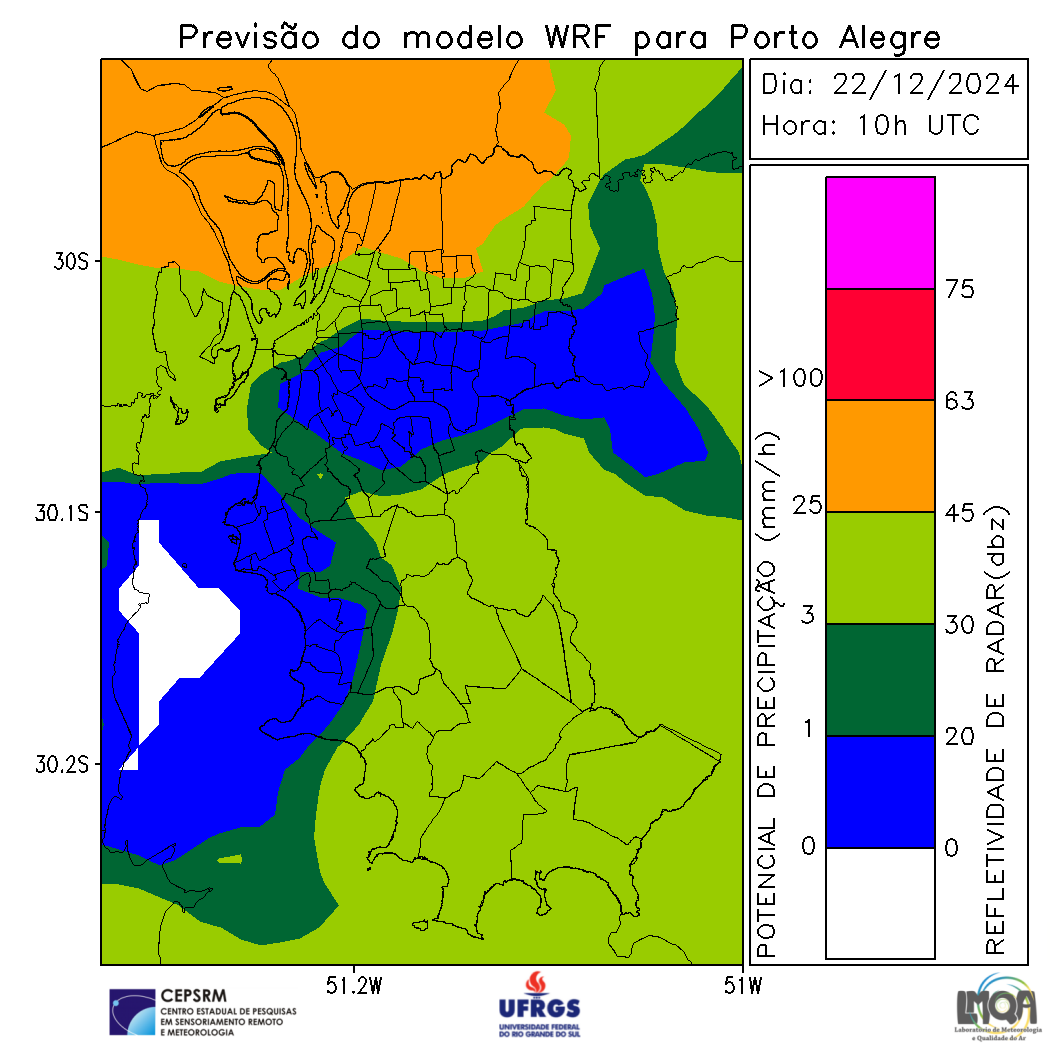 Previsão do modelo WRF para Porto Alegre
Dia: 22/12/2024
Hora: 10h UTC
30S
30.1S
30.2S
51.2W
51W
POTENCIAL DE PRECIPITAÇÃO (mm/h)
>100
25
3
1
0
75
63
45
30
20
0
REFLETIVIDADE DE RADAR(dbz)
CEPSRM
CENTRO ESTADUAL DE PESQUISAS
EM SENSORIAMENTO REMOTO
E METEOROLOGIA
UFRGS
UNIVERSIDADE FEDERAL
DO RIO GRANDE DO SUL
LMQA
Laboratório de Meteorologia
e Qualidade do Ar